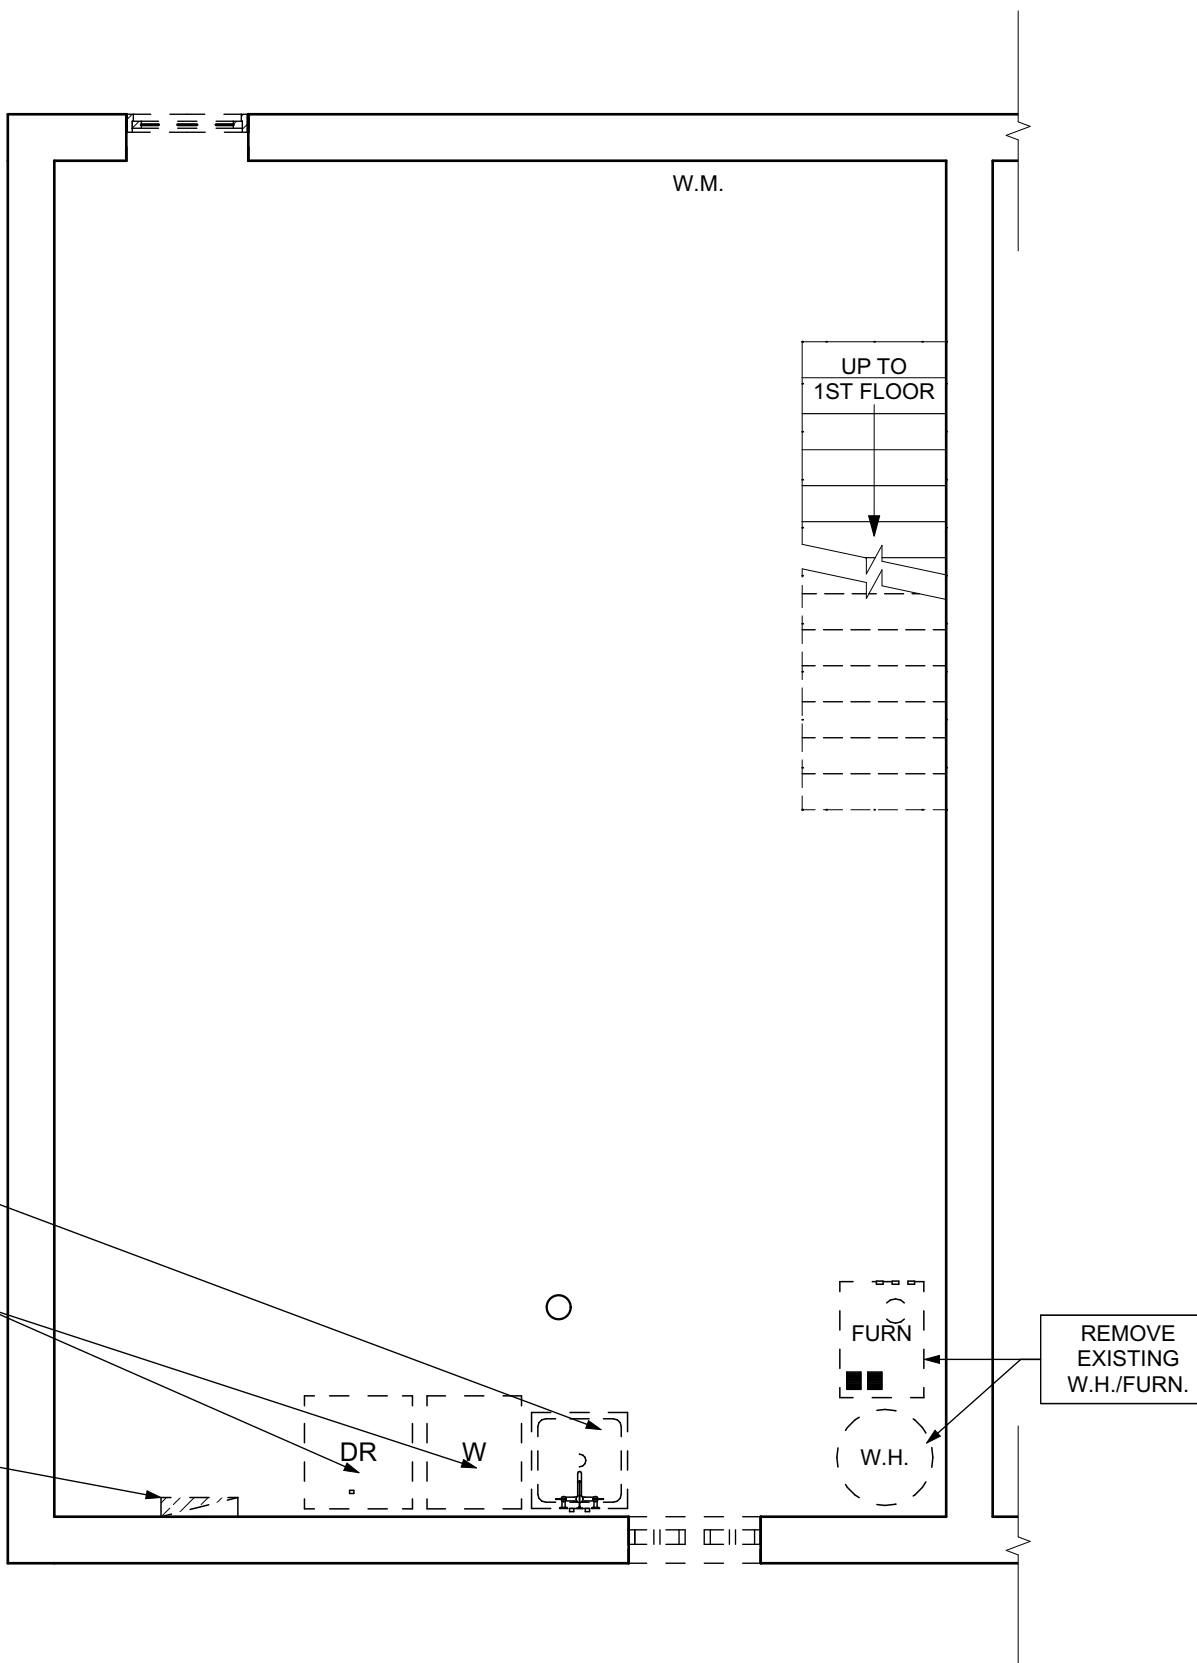 W.M.
UP TO
1ST FLOOR
FURN
REMOVE
EXISTING
W.H./FURN.
DR
W
W.H.